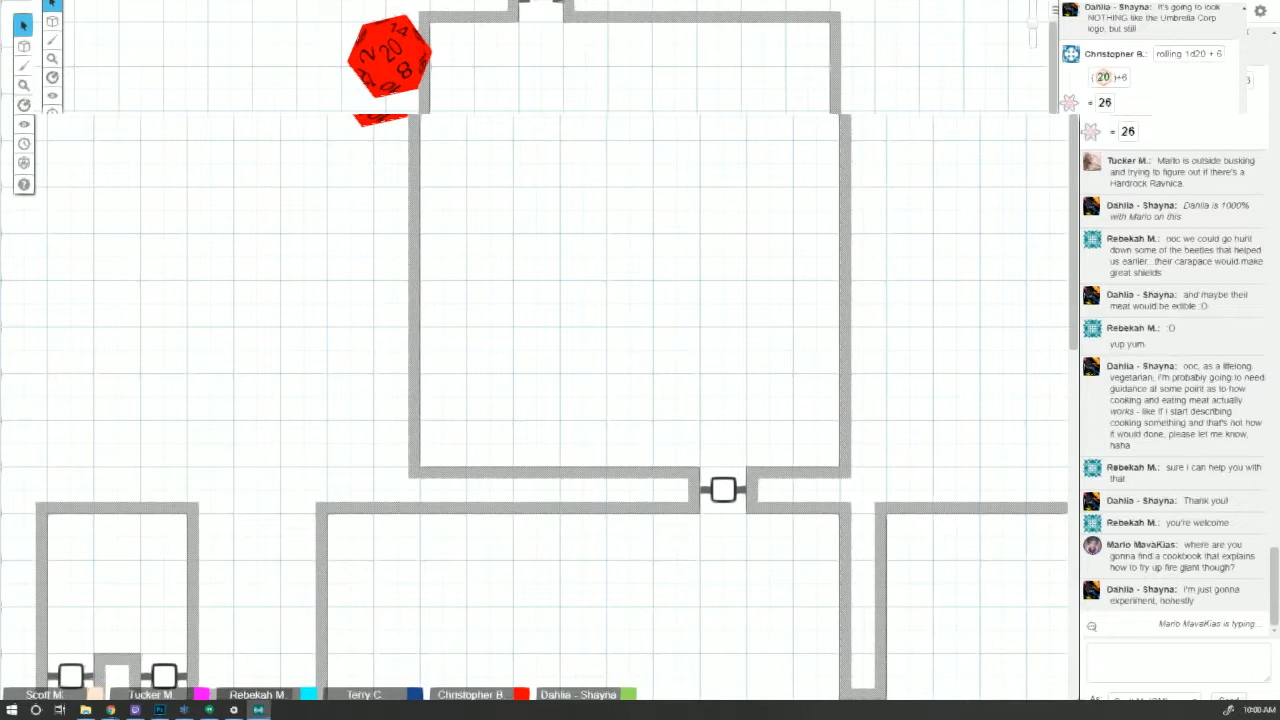 14
2
20
8
Dahlia - Shayna: It's going to look
NOTHING like the Umbrella Corp
logo, but still
Christopher B.: rolling 1d20 + 6
(20)+6
= 26
= 26
Tucker M.: Mario is outside busking
and trying to figure out if there's a
Hardrock Ravnica.
Dahlia - Shayna: Dahlia is 1000%
with Mario on this
Rebekah M.: ooc we could go hunt
down some of the beetles that helped
us earlier...their carapace would make
great shields
Dahlia - Shayna: and maybe their
meat would be edible :O
Rebekah M.: :O
yup yum
Dahlia - Shayna: ooc, as a lifelong
vegetarian, i'm probably going to need
guidance at some point as to how
cooking and eating meat actually
works - like if i start describing
cooking something and that's not how
it would done, please let me know,
haha
Rebekah M.: sure i can help you with
that
Dahlia - Shayna: Thank you!
Rebekah M.: you're welcome
Mario MavaKias: where are you
gonna find a cookbook that explains
how to fry up fire giant though?
Dahlia - Shayna: i'm just gonna
experiment, honestly
Mario MavaKias is typing...
Scott M.
Tucker M.
Rebekah M.
Terry C.
Christopher B.
Dahlia - Shayna
As:
Send
10:00 AM